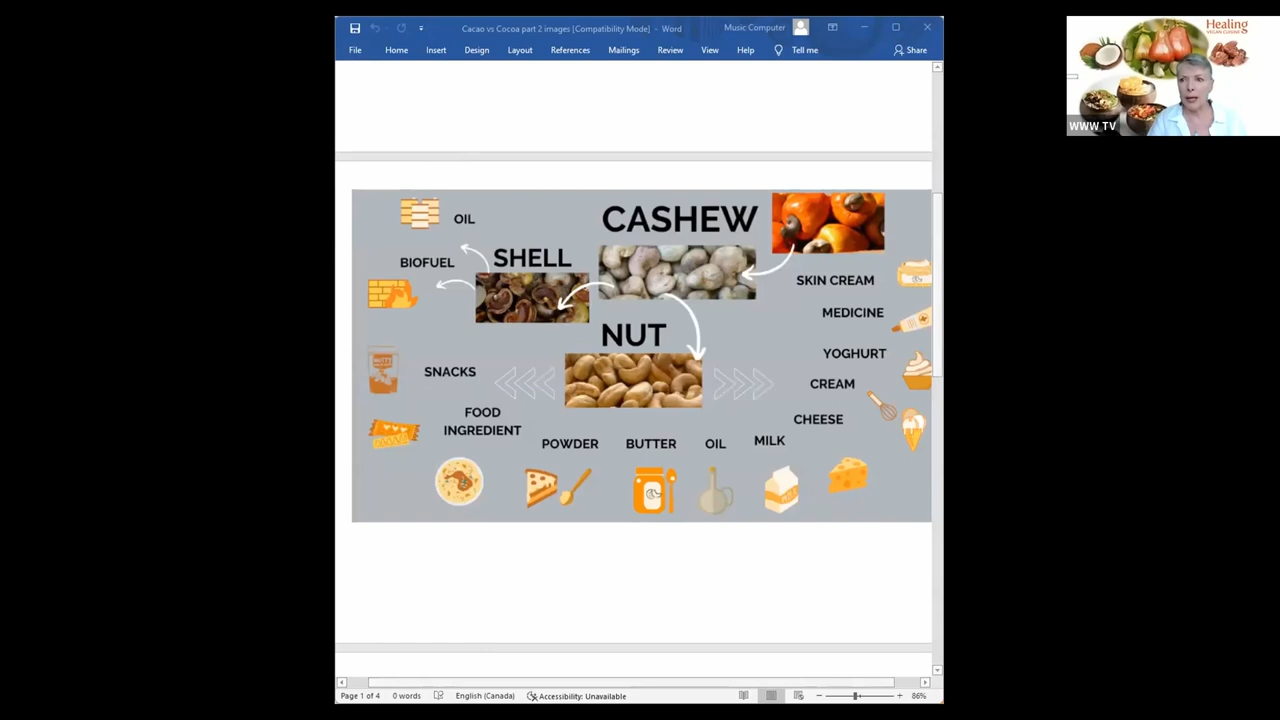 Cacao vs Cocoa part 2 images [Compatibility Mode] - Word
Music Computer
File Home Insert Design Layout References Mailings Review View Help Tell me Share
Healing
VEGAN CUISINE
WWW TV
CASHEW
OIL
SHELL
BIOFUEL
SKIN CREAM
MEDICINE
NUT
YOGHURT
SNACKS
CREAM
FOOD
INGREDIENT
CHEESE
POWDER BUTTER OIL MILK
Page 1 of 4 0 words English (Canada) Accessibility: Unavailable 86%